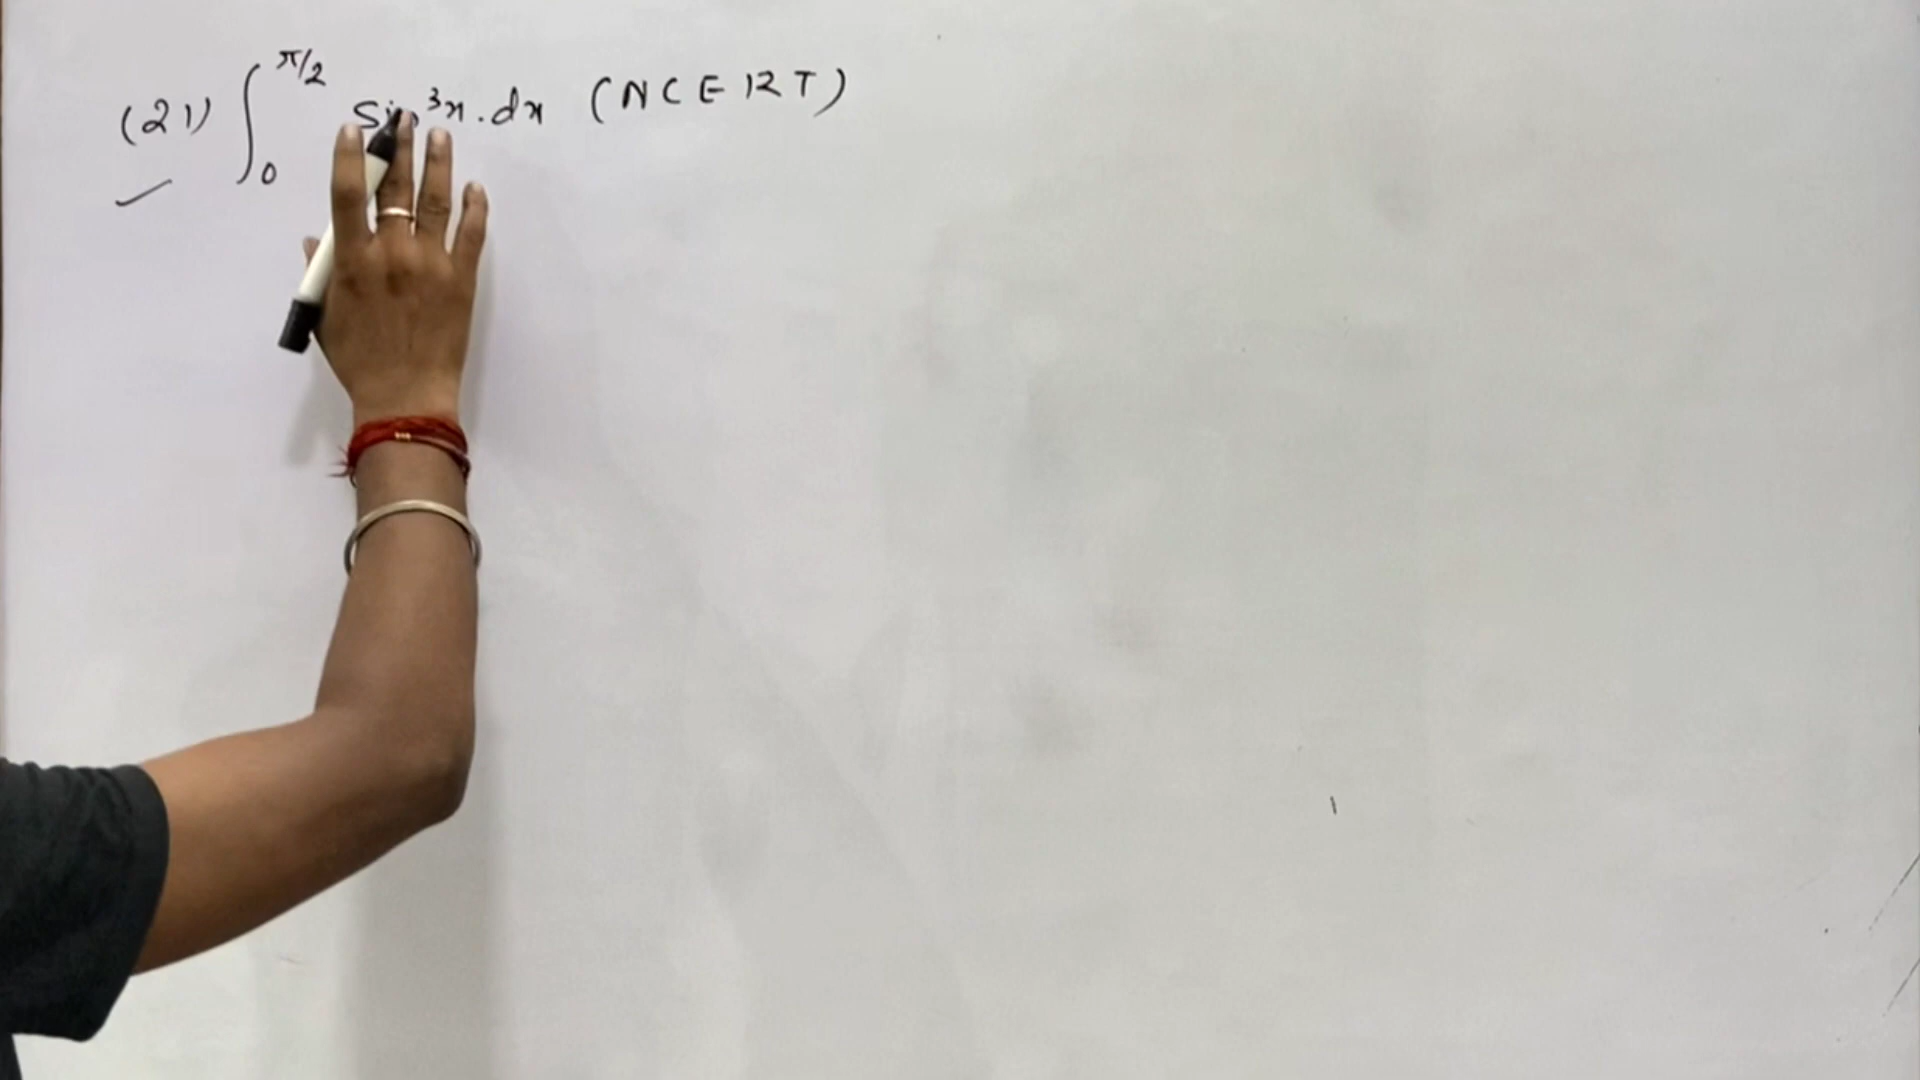 (21) ∫₀^π/2 sin³x.dx (NCERT)